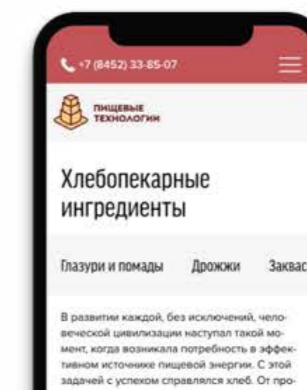 +7 (8452) 33-85-07
ПИЩЕВЫЕ
ТЕХНОЛОГИИ
Хлебопекарные
ингредиенты
Глазури и помады Дрожжи Заквас
В развитии каждой, без исключений, чело-
веческой цивилизации наступал такой мо-
мент, когда возникала потребность в эффек-
тивном источнике пищевой энергии. С этой
задачей с успехом справлялся хлеб. От про-